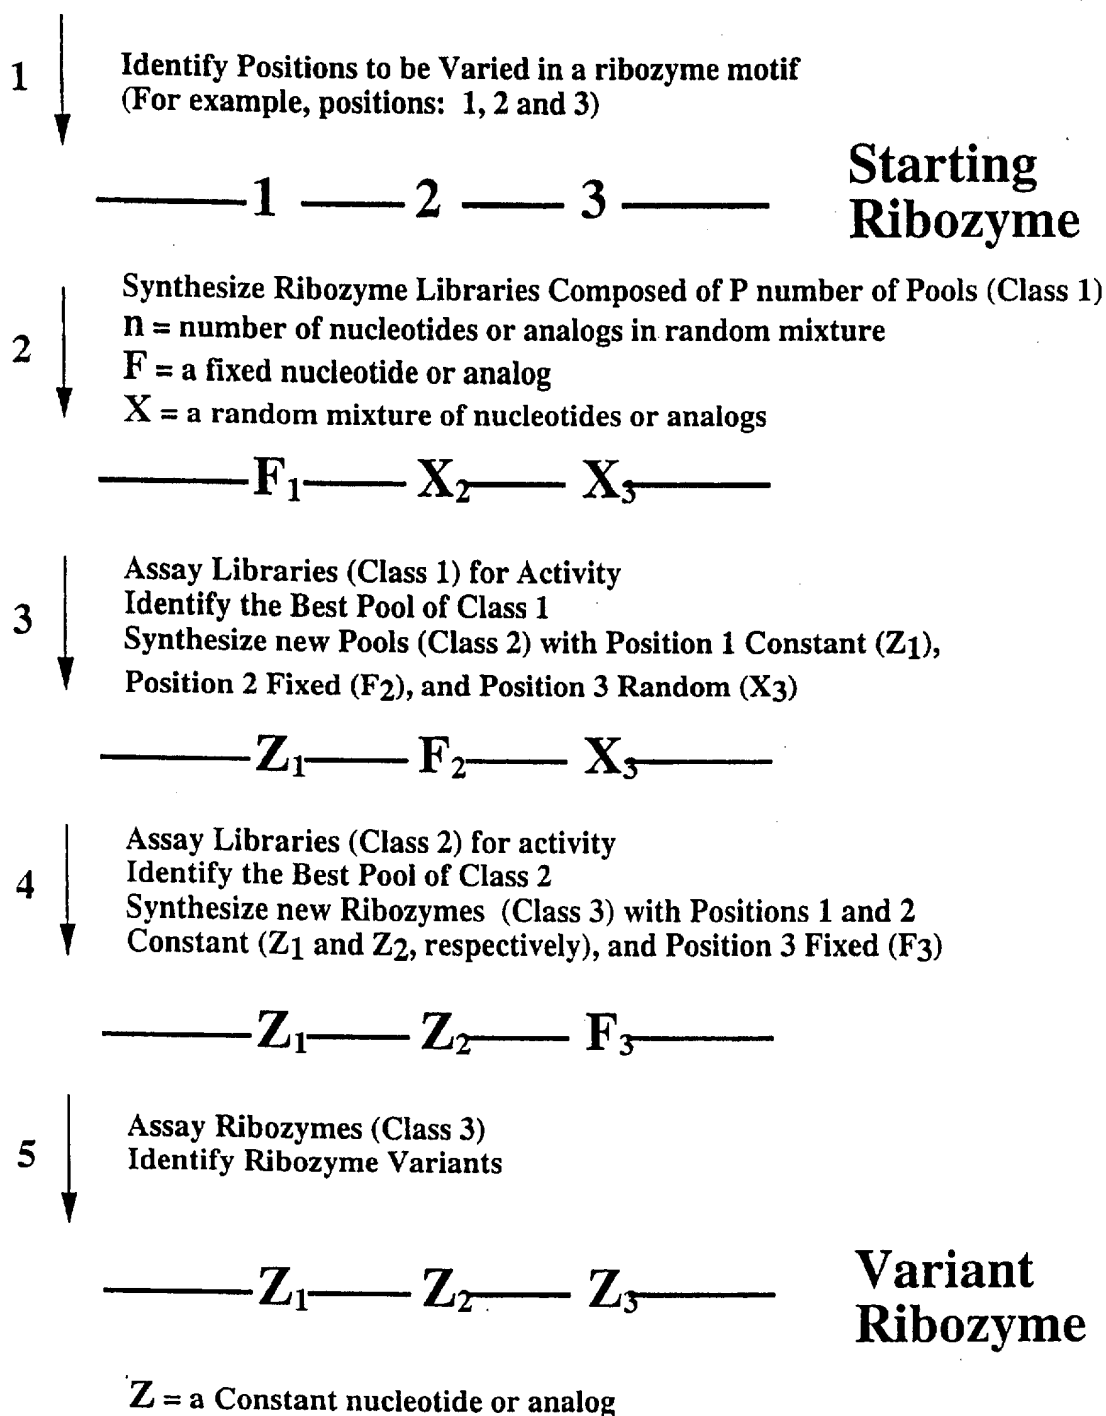 1
Identify Positions to be Varied in a ribozyme motif
(For example, positions: 1, 2 and 3)
1 2 3
Starting
Ribozyme
2
Synthesize Ribozyme Libraries Composed of P number of Pools (Class 1)
n = number of nucleotides or analogs in random mixture
F = a fixed nucleotide or analog
X = a random mixture of nucleotides or analogs
F1 X2 X3
3
Assay Libraries (Class 1) for Activity
Identify the Best Pool of Class 1
Synthesize new Pools (Class 2) with Position 1 Constant (Z1),
Position 2 Fixed (F2), and Position 3 Random (X3)
Z1 F2 X3
4
Assay Libraries (Class 2) for activity
Identify the Best Pool of Class 2
Synthesize new Ribozymes (Class 3) with Positions 1 and 2
Constant (Z1 and Z2, respectively), and Position 3 Fixed (F3)
Z1 Z2 F3
5
Assay Ribozymes (Class 3)
Identify Ribozyme Variants
Z1 Z2 Z3
Variant
Ribozyme
Z = a Constant nucleotide or analog